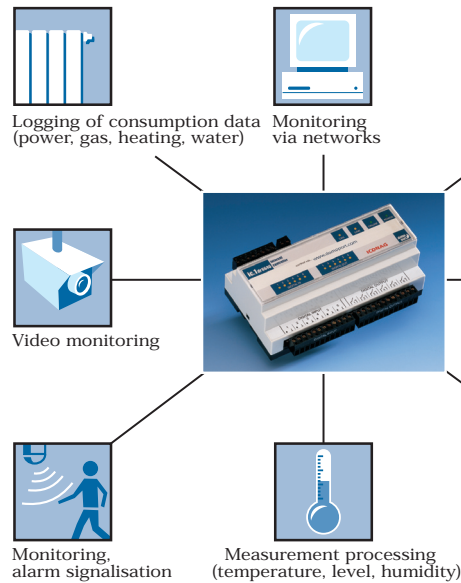 Logging of consumption data
(power, gas, heating, water)
Monitoring
via networks
Video monitoring
Monitoring,
alarm signalisation
Measurement processing
(temperature, level, humidity)